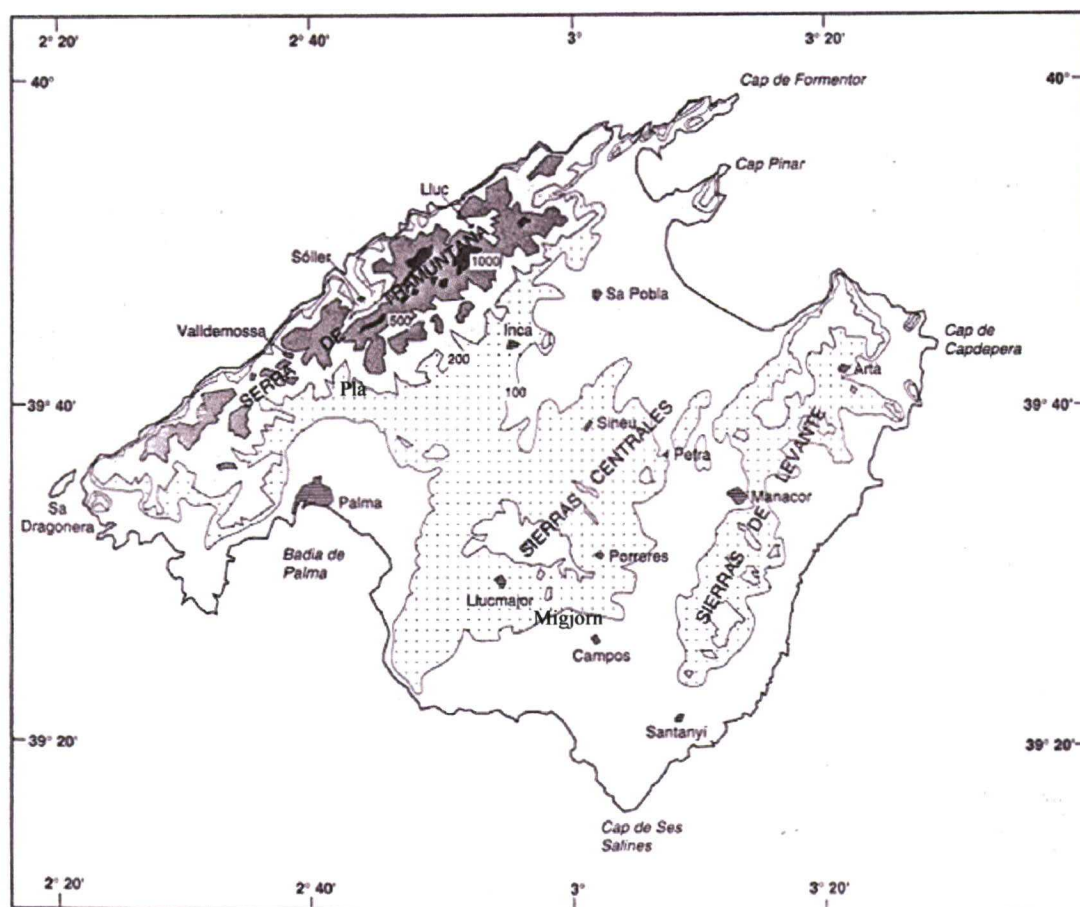 2° 20'
2° 40'
3°
3° 20'
40°
40°
Cap de Formentor
Cap Pinar
Lluc
SERRA DE TRAMUNTANA
Sóller
1000
Sa Pobla
500
Valldemossa
Inca
200
Cap de
Capdepera
Artà
Pla
100
39° 40'
39° 40'
Sineu
SIERRAS CENTRALES
Petra
SIERRAS DE LEVANTE
Manacor
Sa
Dragonera
Palma
Badia de
Palma
Porreres
Llucmajor
Migjorn
Campos
Santanyí
39° 20'
39° 20'
Cap de Ses
Salines
2° 20'
2° 40'
3°
3° 20'